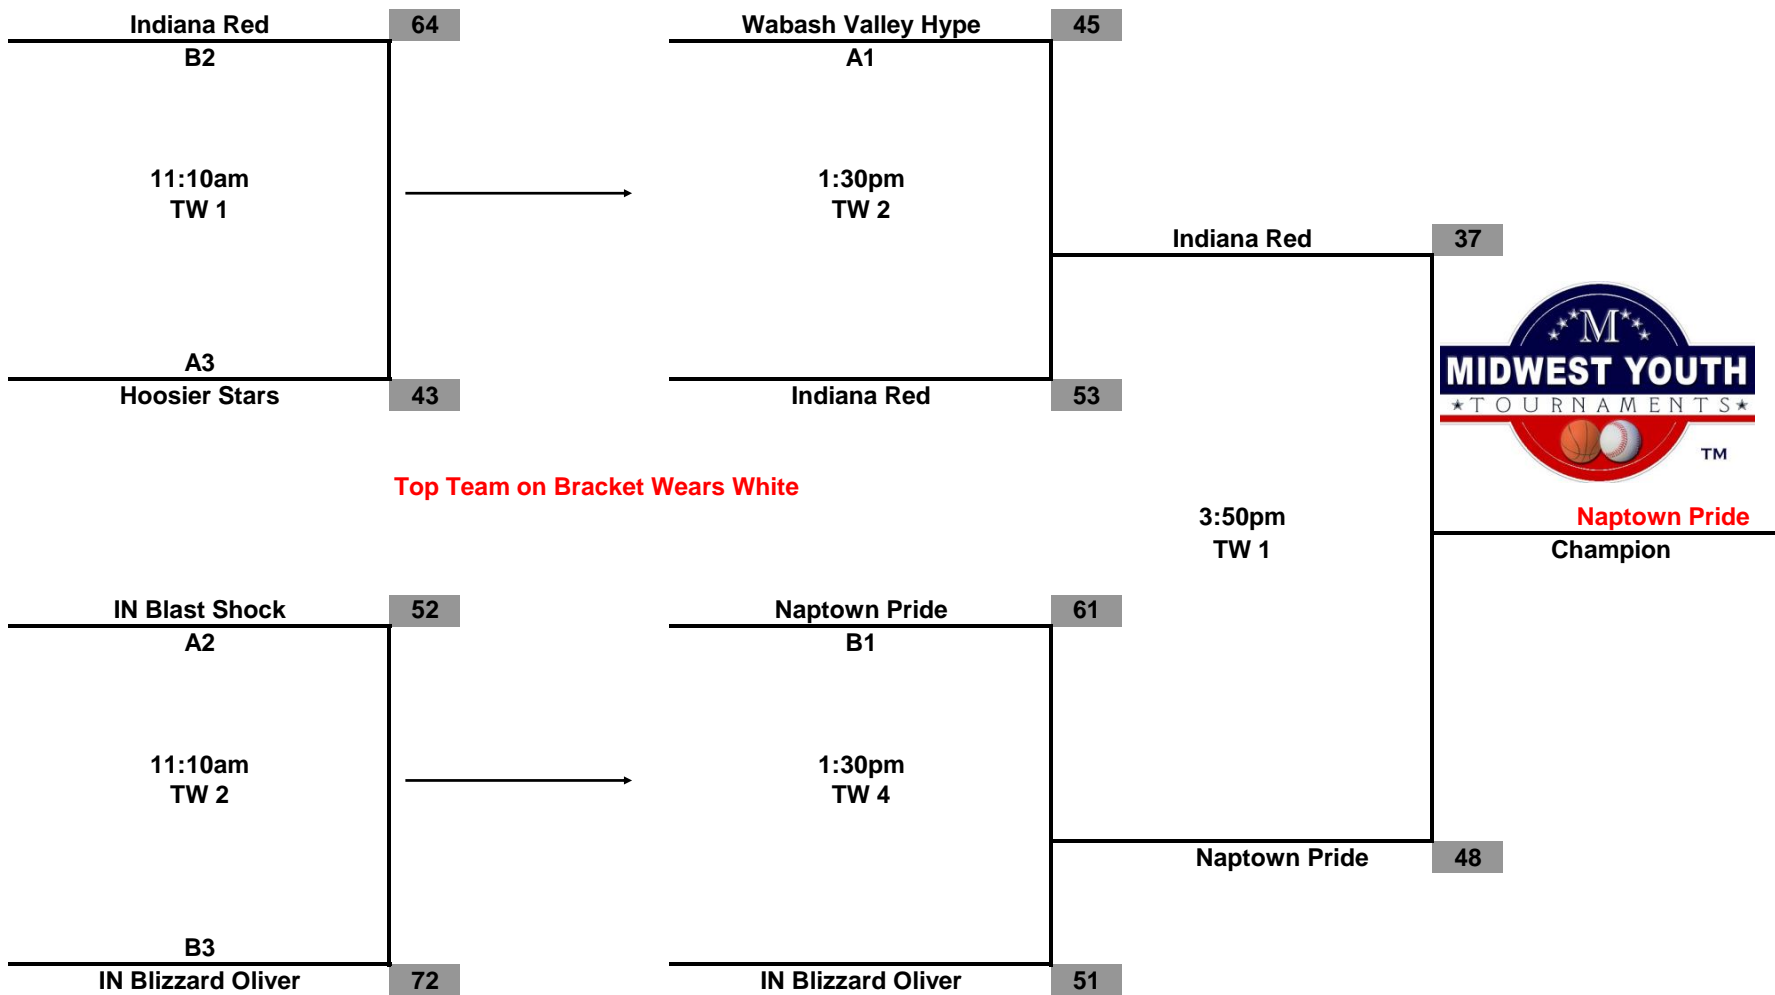 Indiana Red 64 Wabash Valley Hype 45
B2 A1
11:10am 1:30pm
TW 1 TW 2
Indiana Red 37
M
A3
MIDWEST YOUTH
Hoosier Stars 43 Indiana Red 53
TOURNAMENTS
TM
Top Team on Bracket Wears White
3:50pm Naptown Pride
TW 1 Champion
IN Blast Shock 52 Naptown Pride 61
A2 B1
11:10am 1:30pm
TW 2 TW 4
Naptown Pride 48
B3
IN Blizzard Oliver 72 IN Blizzard Oliver 51